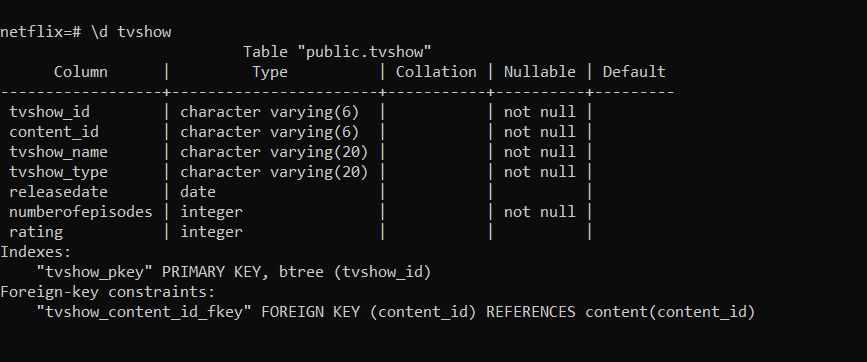 netflix=# \d tvshow
                          Table "public.tvshow"
      Column      |         Type          | Collation | Nullable | Default
------------------+-----------------------+-----------+----------+---------
 tvshow_id        | character varying(6)  |           | not null |
 content_id       | character varying(6)  |           | not null |
 tvshow_name      | character varying(20) |           | not null |
 tvshow_type      | character varying(20) |           | not null |
 releasedate      | date                  |           |          |
 numberofepisodes | integer               |           | not null |
 rating           | integer               |           |          |
Indexes:
    "tvshow_pkey" PRIMARY KEY, btree (tvshow_id)
Foreign-key constraints:
    "tvshow_content_id_fkey" FOREIGN KEY (content_id) REFERENCES content(content_id)